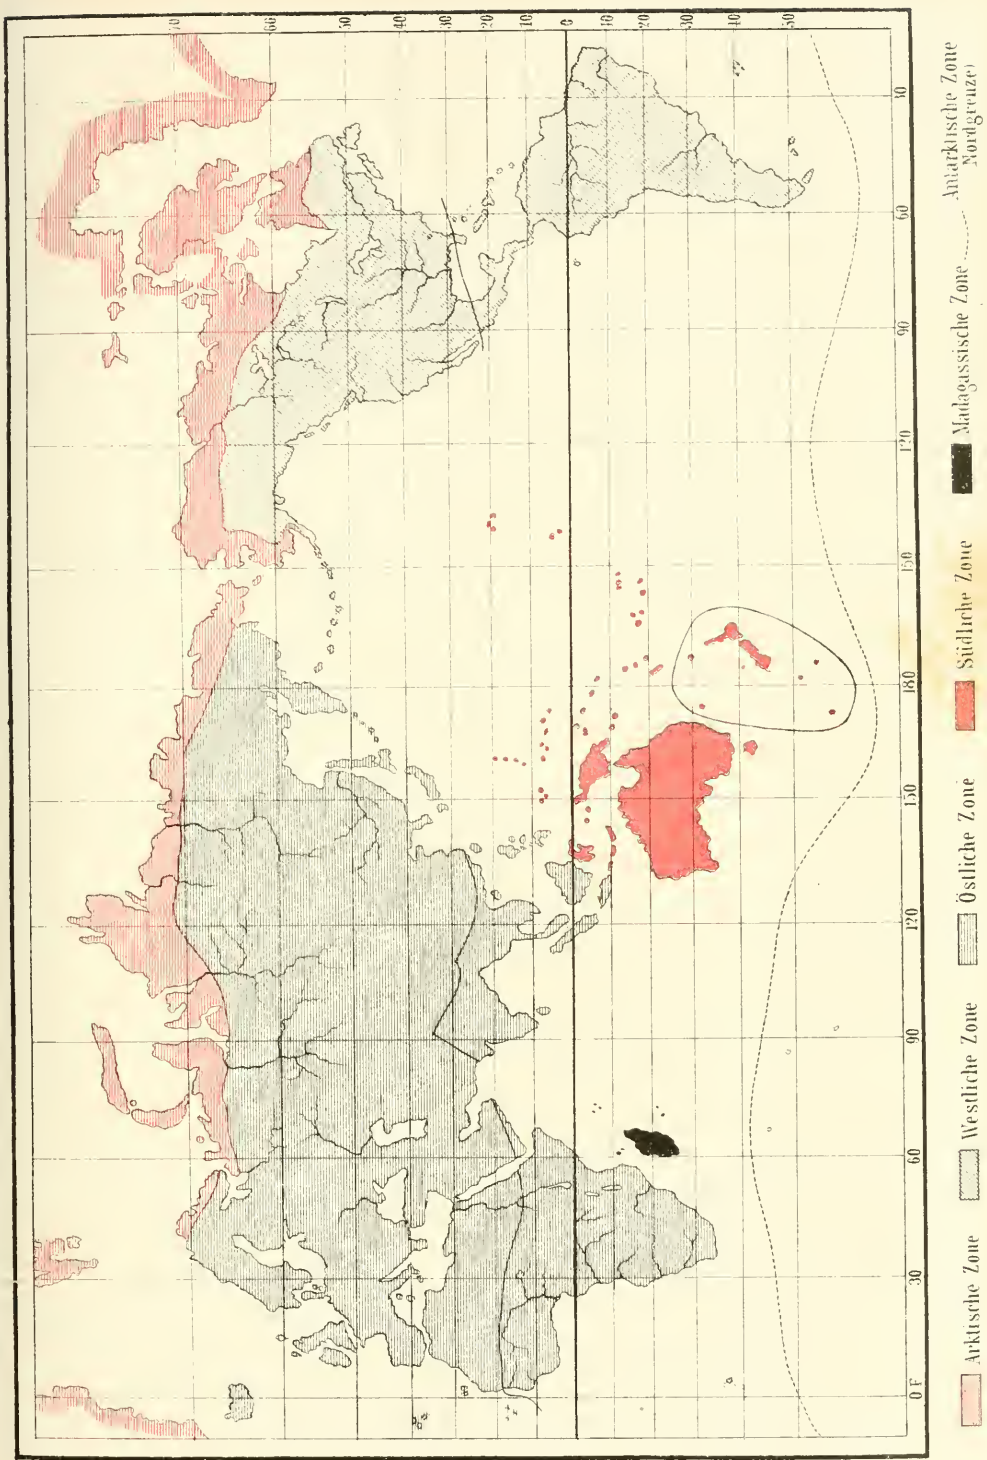 70 60 50 40 30 20 10 0 10 20 30 40 50
0 F 30 60 90 120 150 180 150 120 90 60 30
Arktische Zone Westliche Zone Östliche Zone Südliche Zone Madagassische Zone Antarktische Zone
Nordgrenze)